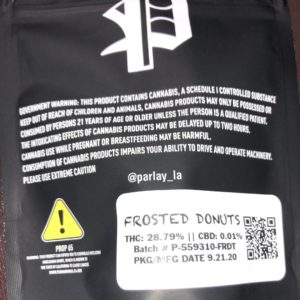 P
GOVERNMENT WARNING: THIS PRODUCT CONTAINS CANNABIS, A SCHEDULE I CONTROLLED SUBSTANCE
KEEP OUT OF REACH OF CHILDREN AND ANIMALS, CANNABIS PRODUCTS MAY ONLY BE POSSESSED OR
CONSUMED BY PERSONS 21 YEARS OF AGE OR OLDER UNLESS THE PERSON IS A QUALIFIED PATIENT.
THE INTOXICATING EFFECTS OF CANNABIS PRODUCTS MAY BE DELAYED UP TO TWO HOURS.
CANNABIS USE WHILE PREGNANT OR BREASTFEEDING MAY BE HARMFUL.
CONSUMPTION OF CANNABIS PRODUCTS IMPAIRS YOUR ABILITY TO DRIVE AND OPERATE MACHINERY.
PLEASE USE EXTREME CAUTION
@parlay_la
PROP 65
FROSTED DONUTS
THC: 28.79% || CBD: 0.01%
Batch # P-559310-FRDT
PKG/MFG DATE 9.21.20